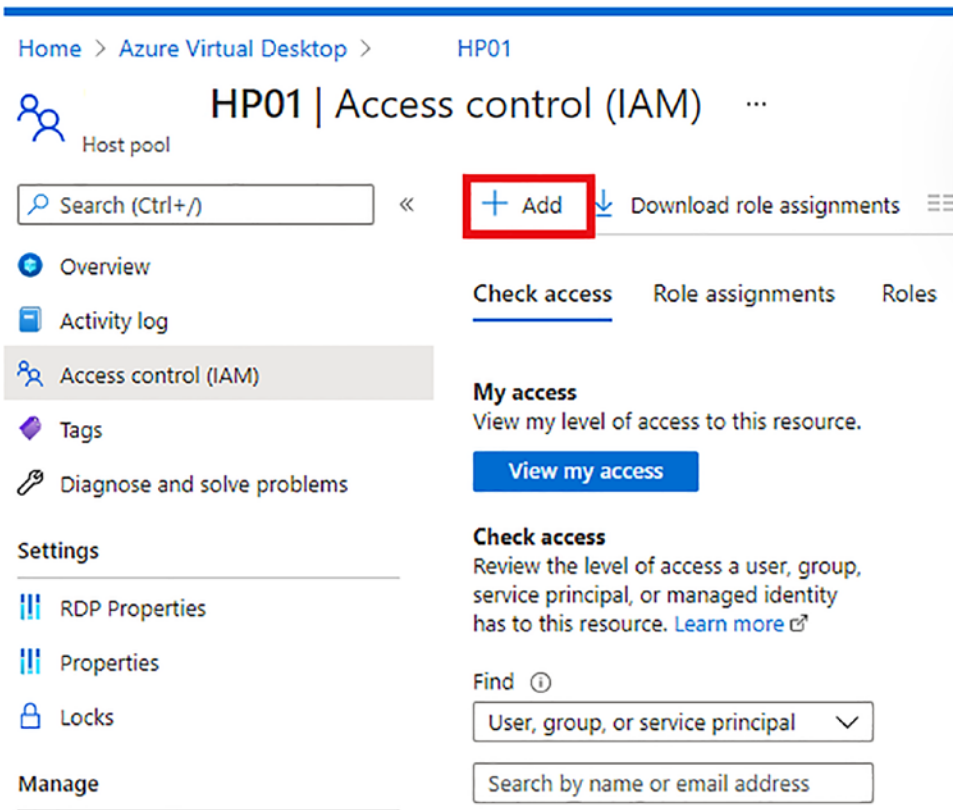 Home > Azure Virtual Desktop > HP01
HP01 | Access control (IAM) ...
Host pool
Search (Ctrl+/) «
Overview
Activity log
Access control (IAM)
Tags
Diagnose and solve problems
Settings
RDP Properties
Properties
Locks
Manage
+ Add Download role assignments
Check access Role assignments Roles
My access
View my level of access to this resource.
View my access
Check access
Review the level of access a user, group,
service principal, or managed identity
has to this resource. Learn more
Find
User, group, or service principal
Search by name or email address